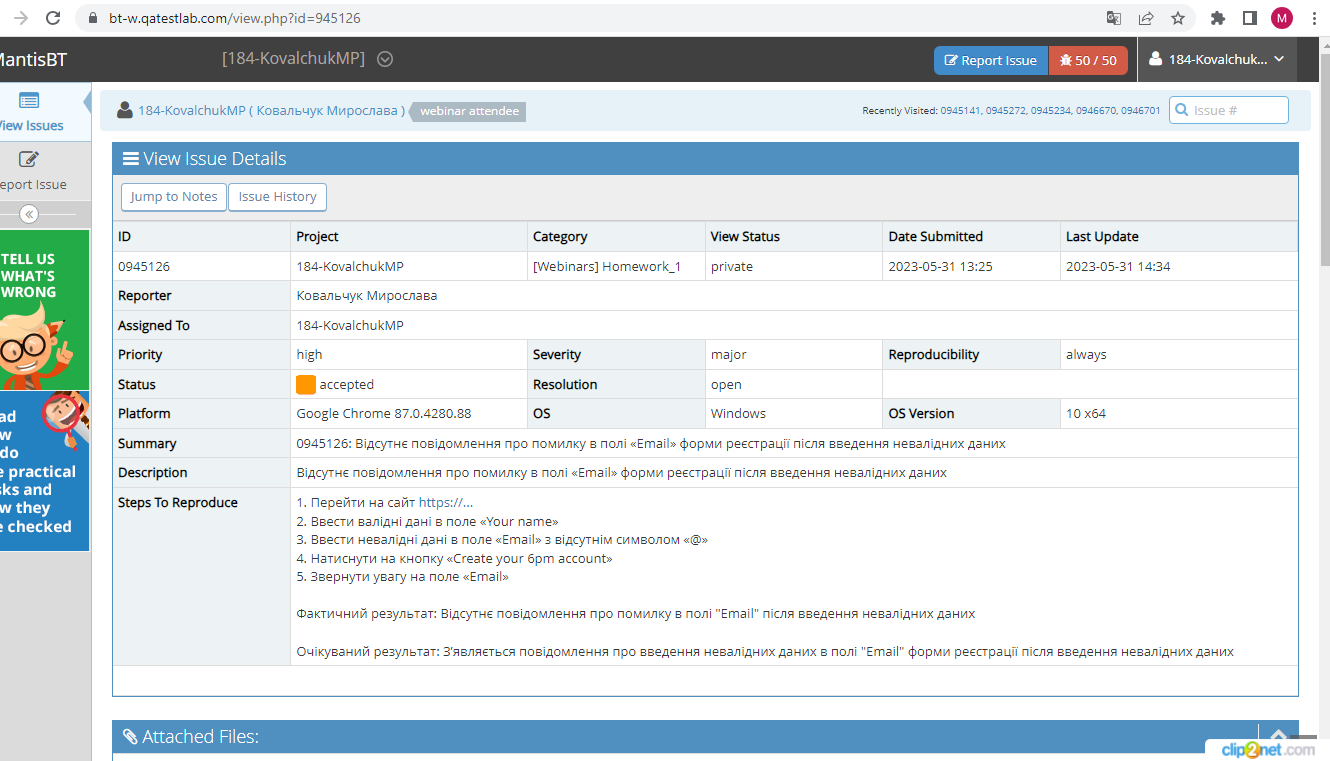 bt-w.qatestlab.com/view.php?id=945126
M
MantisBT
[184-KovalchukMP]
Report Issue
50 / 50
184-Kovalchuk...
View Issues
184-KovalchukMP ( Ковальчук Мирослава )
webinar attendee
Recently Visited: 0945141, 0945272, 0945234, 0946670, 0946701
Issue #
View Issue Details
eport Issue
Jump to Notes
Issue History
ID Project Category View Status Date Submitted Last Update
0945126 184-KovalchukMP [Webinars] Homework_1 private 2023-05-31 13:25 2023-05-31 14:34
Reporter Ковальчук Мирослава
Assigned To 184-KovalchukMP
Priority high Severity major Reproducibility always
Status accepted Resolution open
Platform Google Chrome 87.0.4280.88 OS Windows OS Version 10 x64
Summary 0945126: Відсутнє повідомлення про помилку в полі «Email» форми реєстрації після введення невалідних даних
Description Відсутнє повідомлення про помилку в полі «Email» форми реєстрації після введення невалідних даних
Steps To Reproduce 1. Перейти на сайт https://...
2. Ввести валідні дані в поле «Your name»
3. Ввести невалідні дані в поле «Email» з відсутнім символом «@»
4. Натиснути на кнопку «Create your 6pm account»
5. Звернути увагу на поле «Email»
Фактичний результат: Відсутнє повідомлення про помилку в полі "Email" після введення невалідних даних
Очікуваний результат: З’являється повідомлення про введення невалідних даних в полі "Email" форми реєстрації після введення невалідних даних
TELL US
WHAT'S
WRONG
ad
w
do
e practical
sks and
w they
e checked
Attached Files:
clip2net.com